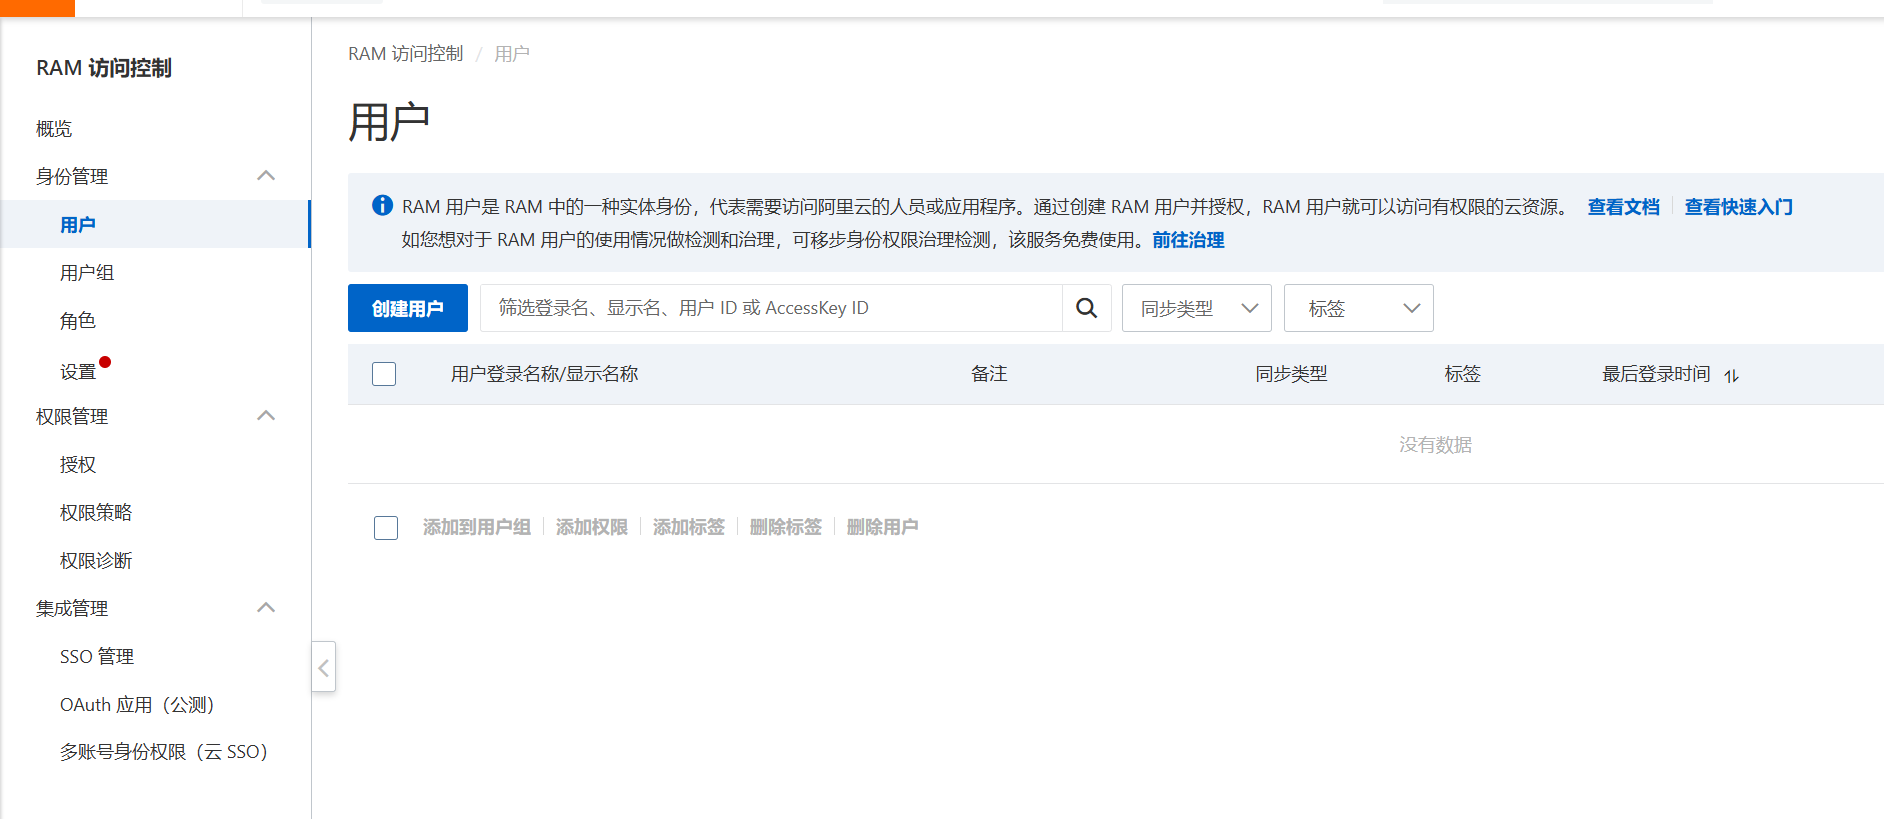 RAM 访问控制
概览
身份管理
用户
用户组
角色
设置
权限管理
授权
权限策略
权限诊断
集成管理
SSO 管理
OAuth 应用（公测）
多账号身份权限（云 SSO）
RAM 访问控制 / 用户
用户
RAM 用户是 RAM 中的一种实体身份，代表需要访问阿里云的人员或应用程序。通过创建 RAM 用户并授权，RAM 用户就可以访问有权限的云资源。 查看文档 查看快速入门
如您想对于 RAM 用户的使用情况做检测和治理，可移步身份权限治理检测，该服务免费使用。前往治理
创建用户 筛选登录名、显示名、用户 ID 或 AccessKey ID 同步类型 标签
用户登录名称/显示名称 备注 同步类型 标签 最后登录时间
没有数据
添加到用户组 添加权限 添加标签 删除标签 删除用户